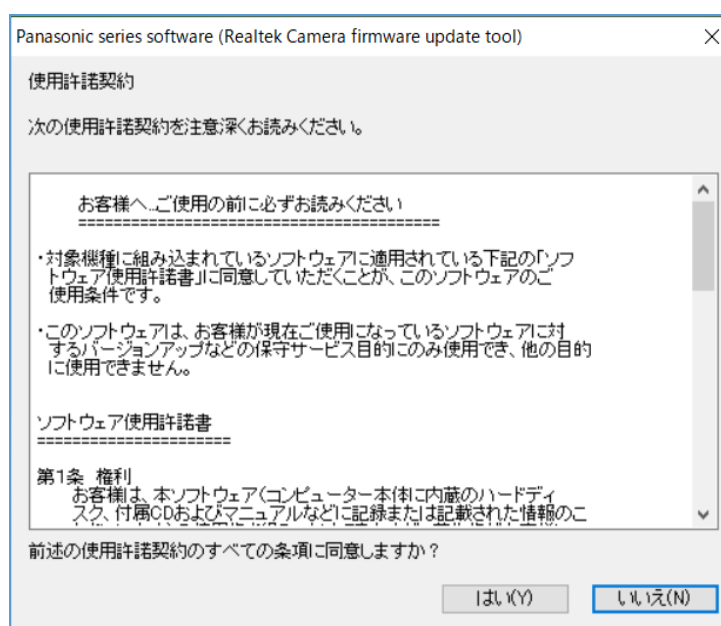 Panasonic series software (Realtek Camera firmware update tool)
使用許諾契約
次の使用許諾契約を注意深くお読みください。
お客様へ…ご使用の前に必ずお読みください
=========================================
・対象機種に組み込まれているソフトウェアに適用されている下記の「ソフ
トウェア使用許諾書」に同意していただくことが、このソフトウェアのご
使用条件です。
・このソフトウェアは、お客様が現在ご使用になっているソフトウェアに対
するバージョンアップなどの保守サービス目的にのみ使用でき、他の目的
に使用できません。
ソフトウェア使用許諾書
======================
第1条 権利
お客様は、本ソフトウェア(コンピューター本体に内蔵のハードディ
スク、付属CDおよびマニュアルなどに記録または記載された情報のこ
前述の使用許諾契約のすべての条項に同意しますか?
はい(Y)
いいえ(N)